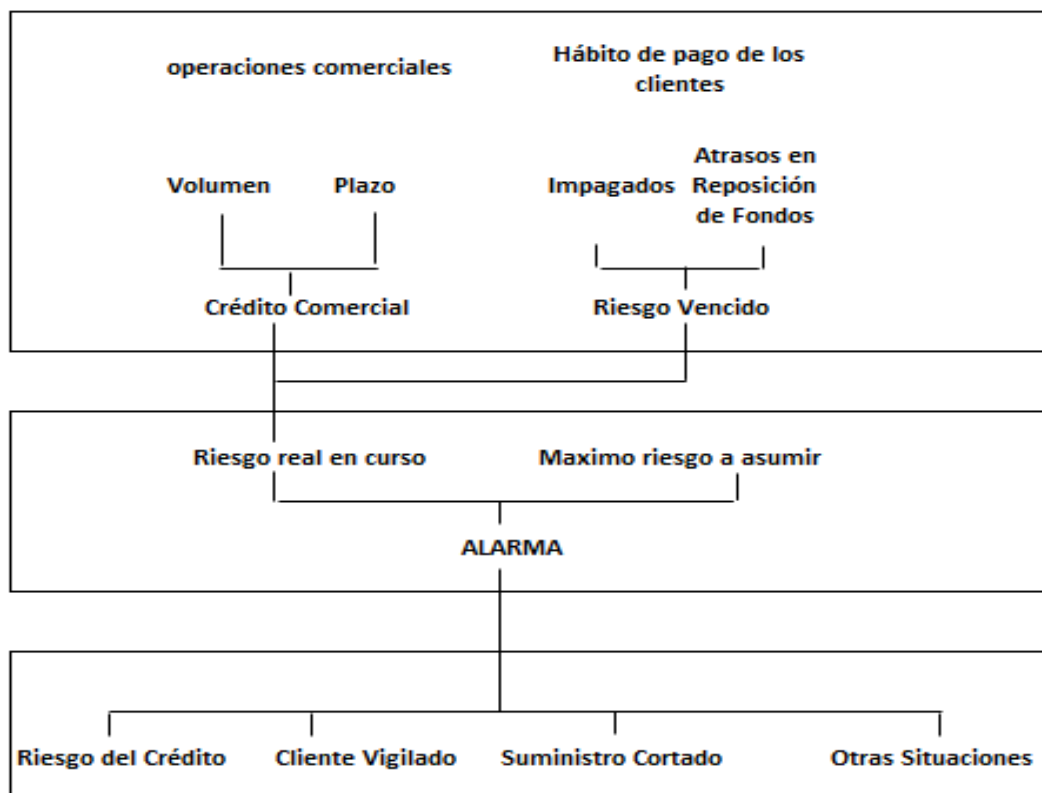 operaciones comerciales
Hábito de pago de los
clientes
Volumen
Plazo
Impagados
Atrasos en
Reposición
de Fondos
Crédito Comercial
Riesgo Vencido
Riesgo real en curso
Maximo riesgo a asumir
ALARMA
Riesgo del Crédito
Cliente Vigilado
Suministro Cortado
Otras Situaciones